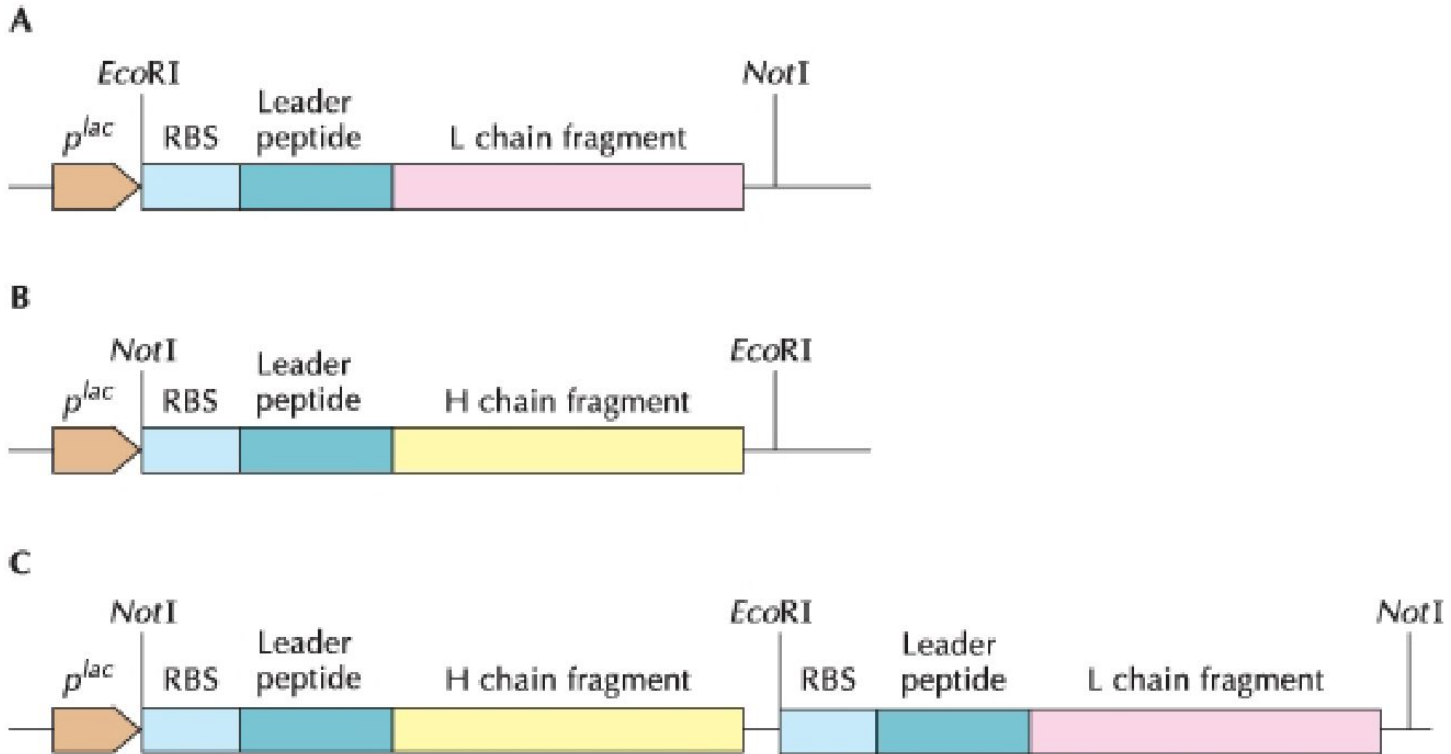 A
EcoRI
NotI
p^lac
RBS
Leader
peptide
L chain fragment
B
NotI
EcoRI
p^lac
RBS
Leader
peptide
H chain fragment
C
NotI
EcoRI
NotI
p^lac
RBS
Leader
peptide
H chain fragment
RBS
Leader
peptide
L chain fragment